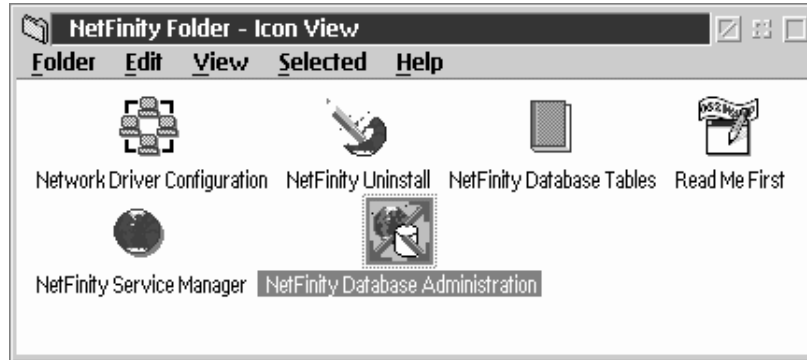 NetFinity Folder - Icon View
Folder Edit View Selected Help
Network Driver Configuration NetFinity Uninstall NetFinity Database Tables Read Me First
NetFinity Service Manager NetFinity Database Administration